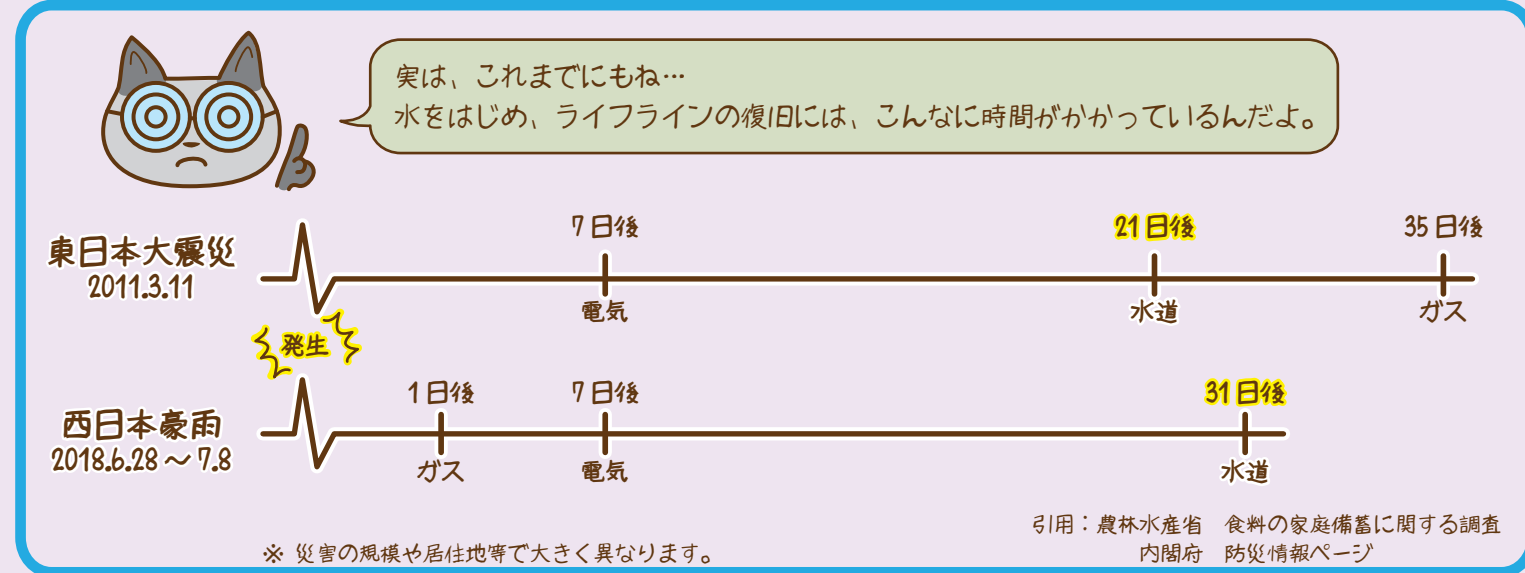 実は、これまでにもね…
水をはじめ、ライフラインの復旧には、こんなに時間がかかっているんだよ。
7日後
21日後
35日後
東日本大震災
2011.3.11
電気
水道
ガス
発生
1日後
7日後
31日後
西日本豪雨
2018.6.28～7.8
ガス
電気
水道
引用：農林水産省 食料の家庭備蓄に関する調査
内閣府 防災情報ページ
※ 災害の規模や居住地等で大きく異なります。